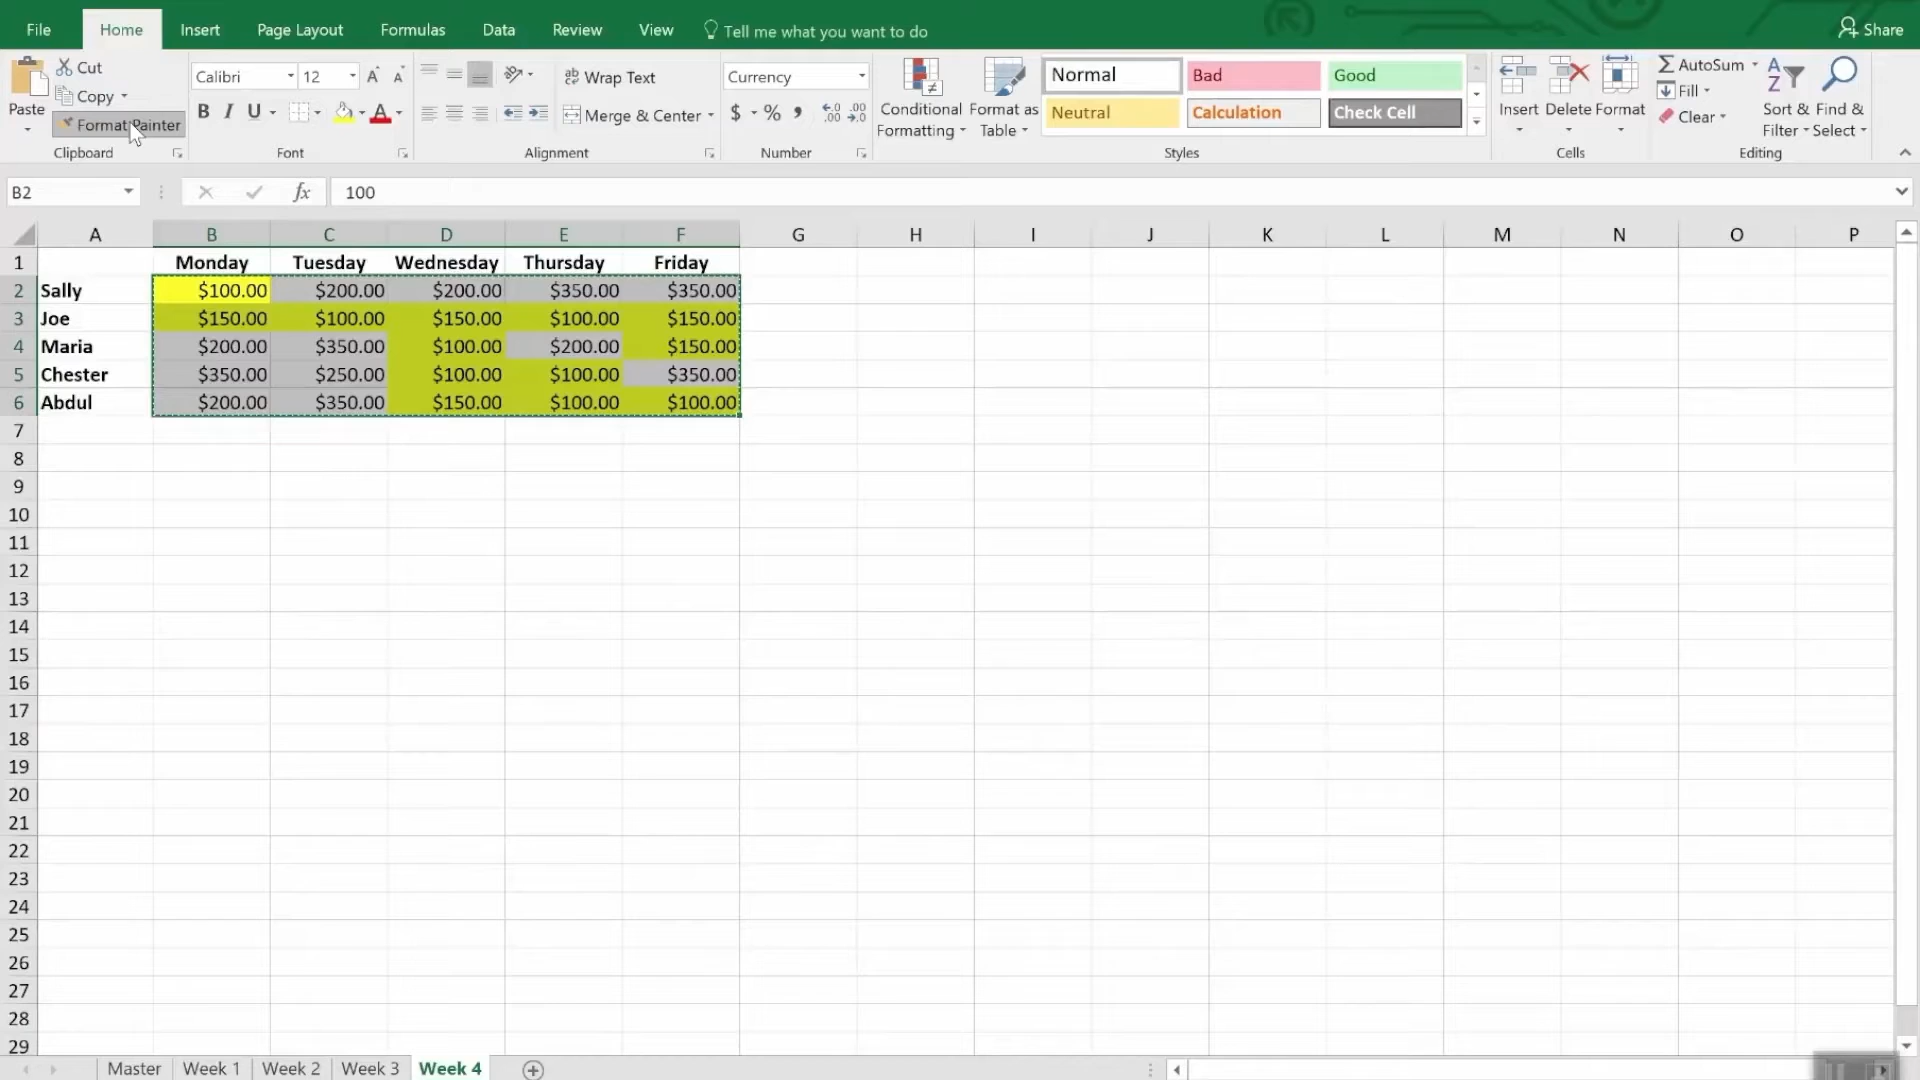 File Home Insert Page Layout Formulas Data Review View Tell me what you want to do Share
Cut
Copy
Format Painter
Paste
Clipboard
Calibri 12
B I U
Font
Wrap Text
Merge & Center
Alignment
Currency
$ % ,
Number
Conditional Formatting
Format as Table
Normal Bad Good
Neutral Calculation Check Cell
Styles
Insert Delete Format
Cells
AutoSum
Fill
Clear
Sort & Filter
Find & Select
Editing
B2 fx 100
A B C D E F G H I J K L M N O P
1 Monday Tuesday Wednesday Thursday Friday
2 Sally $100.00 $200.00 $200.00 $350.00 $350.00
3 Joe $150.00 $100.00 $150.00 $100.00 $150.00
4 Maria $200.00 $350.00 $100.00 $200.00 $150.00
5 Chester $350.00 $250.00 $100.00 $100.00 $350.00
6 Abdul $200.00 $350.00 $150.00 $100.00 $100.00
7
8
9
10
11
12
13
14
15
16
17
18
19
20
21
22
23
24
25
26
27
28
29
Master Week 1 Week 2 Week 3 Week 4